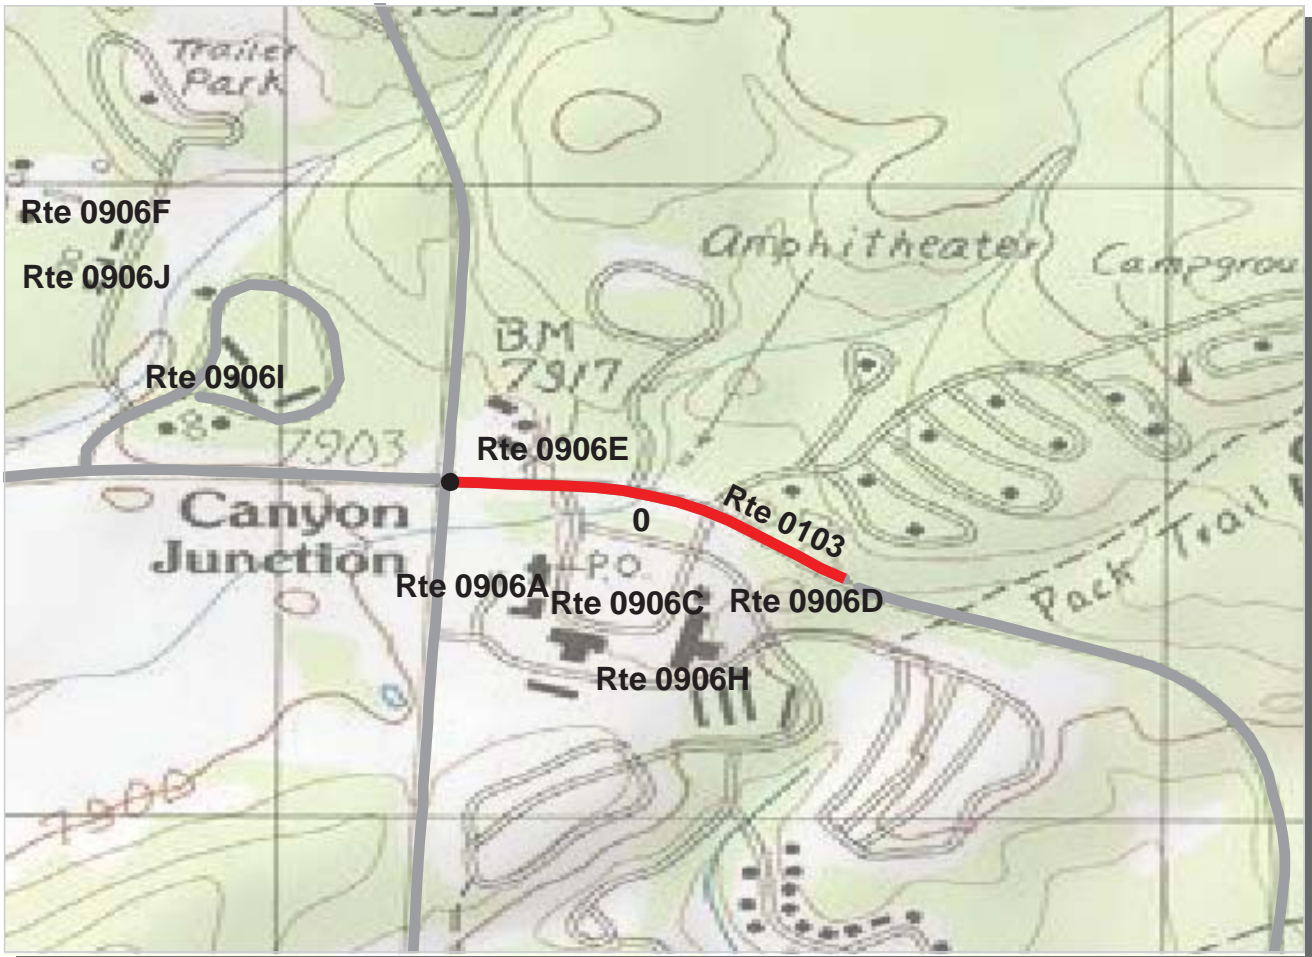 Trailer
Park
Rte 0906F
Amphitheater
Campgrou
Rte 0906J
B.M
7917
Rte 0906I
8
7903
Rte 0906E
Canyon
Junction
0
Rte 0103
Pack Trail
P.O.
Rte 0906A
Rte 0906C
Rte 0906D
Rte 0906H
7900